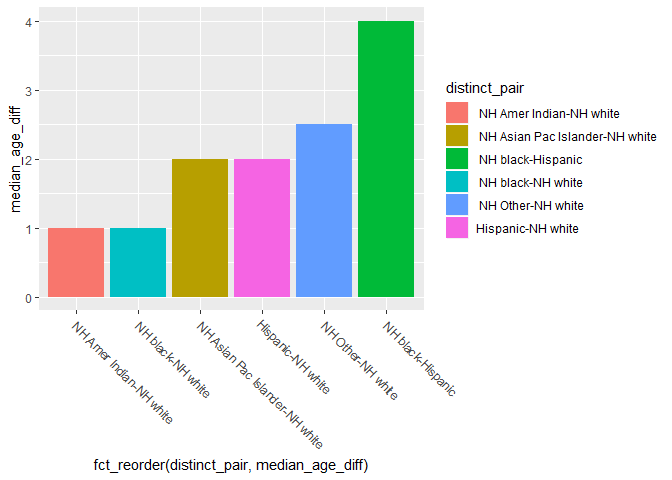 4
3
2
1
0
median_age_diff
NH Amer Indian-NH white
NH black-NH white
NH Asian Pac Islander-NH white
Hispanic-NH white
NH Other-NH white
NH black-Hispanic
fct_reorder(distinct_pair, median_age_diff)
distinct_pair
NH Amer Indian-NH white
NH Asian Pac Islander-NH white
NH black-Hispanic
NH black-NH white
NH Other-NH white
Hispanic-NH white